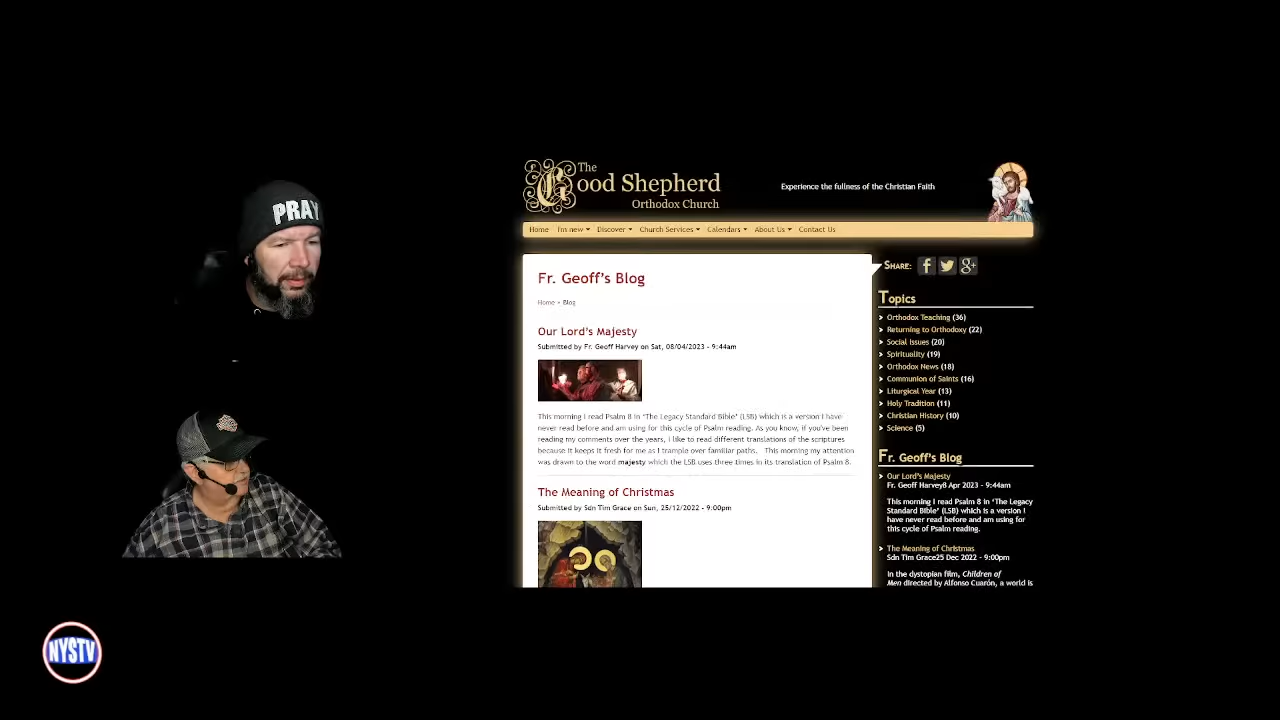 PRAY
NYSTV
The
Good Shepherd
Orthodox Church
Experience the fullness of the Christian Faith
Home I'm new Discover Church Services Calendars About Us Contact Us
Fr. Geoff's Blog
Home » Blog
Our Lord's Majesty
Submitted by Fr. Geoff Harvey on Sat, 08/04/2023 - 9:44am
This morning I read Psalm 8 in 'The Legacy Standard Bible' (LSB) which is a version I have
never read before and am using for this cycle of Psalm reading. As you know, if you've been
reading my comments over the years, I like to read different translations of the scriptures
because it keeps it fresh for me as I trample over familiar paths. This morning my attention
was drawn to the word majesty which the LSB uses three times in its translation of Psalm 8.
The Meaning of Christmas
Submitted by Sdn Tim Grace on Sun, 25/12/2022 - 9:00pm
Share:
Topics
Orthodox Teaching (36)
Returning to Orthodoxy (22)
Social Issues (20)
Spirituality (19)
Orthodox News (18)
Communion of Saints (16)
Liturgical Year (13)
Holy Tradition (11)
Christian History (10)
Science (5)
Fr. Geoff's Blog
Our Lord's Majesty
Fr. Geoff Harvey8 Apr 2023 - 9:44am
This morning I read Psalm 8 in 'The Legacy
Standard Bible' (LSB) which is a version I
have never read before and am using for
this cycle of Psalm reading.
The Meaning of Christmas
Sdn Tim Grace25 Dec 2022 - 9:00pm
In the dystopian film, Children of
Men directed by Alfonso Cuarón, a world is